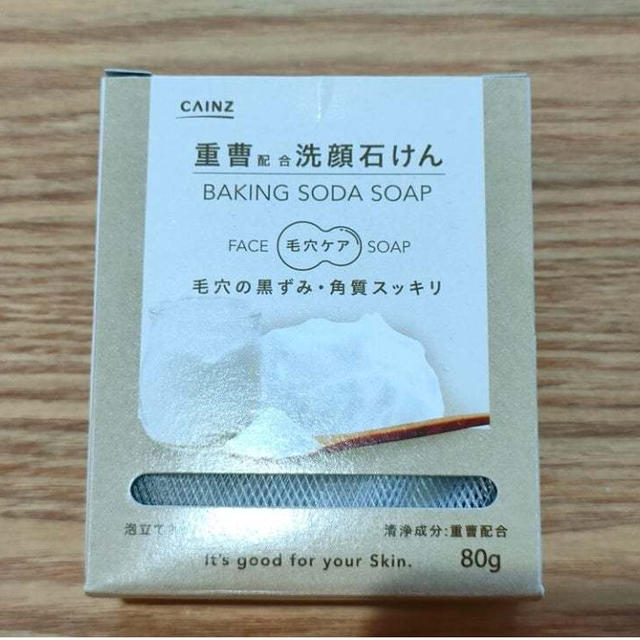 CAINZ
重曹配合洗顔石けん
BAKING SODA SOAP
FACE 毛穴ケア SOAP
毛穴の黒ずみ・角質スッキリ
泡立て
清浄成分:重曹配合
It's good for your Skin.
80g